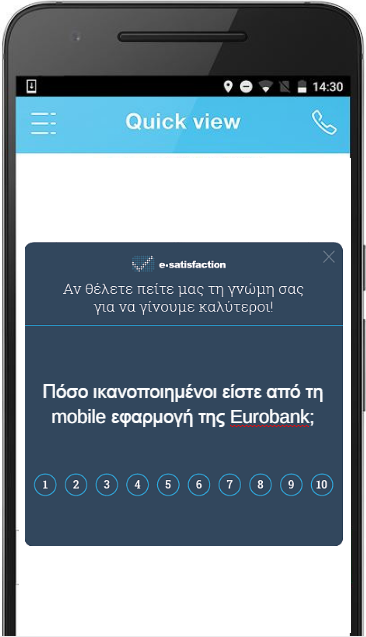 14:30
Quick view
e-satisfaction
Αν θέλετε πείτε μας τη γνώμη σας
για να γίνουμε καλύτεροι!
Πόσο ικανοποιημένοι είστε από τη
mobile εφαρμογή της Eurobank;
1 2 3 4 5 6 7 8 9 10